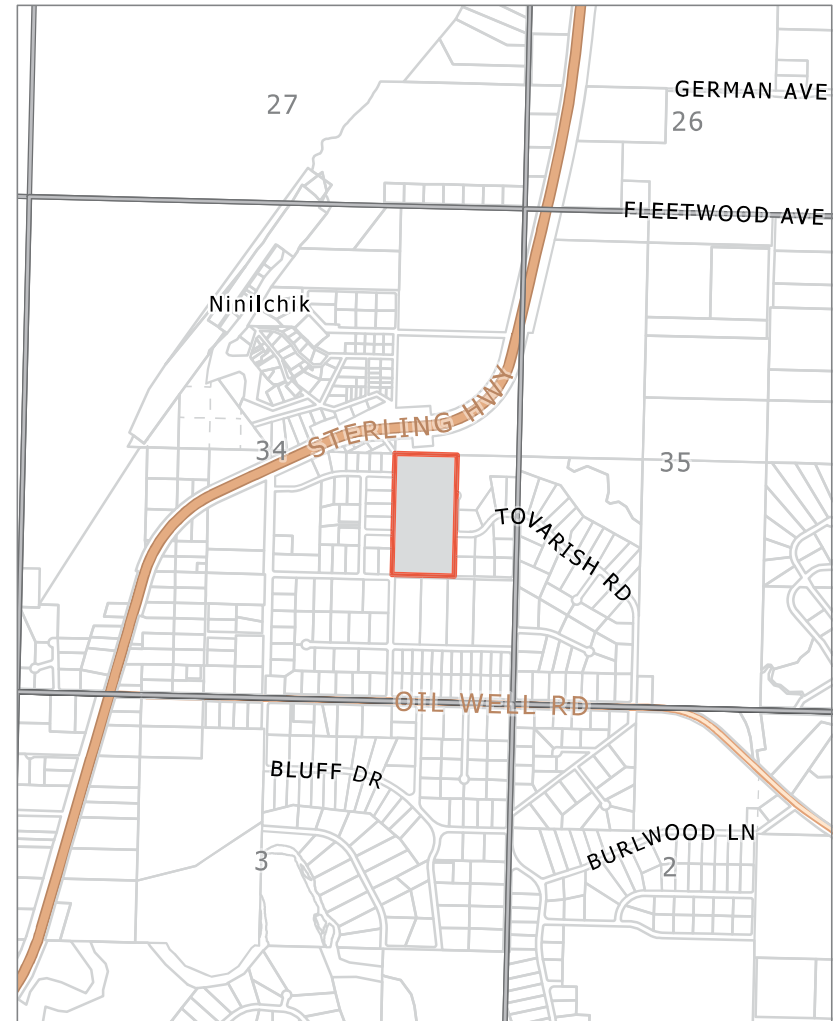 GERMAN AVE
27
26
FLEETWOOD AVE
Ninilchik
STERLING HWY
34
35
TOVARISH RD
OIL WELL RD
BLUFF DR
BURLWOOD LN
3
2